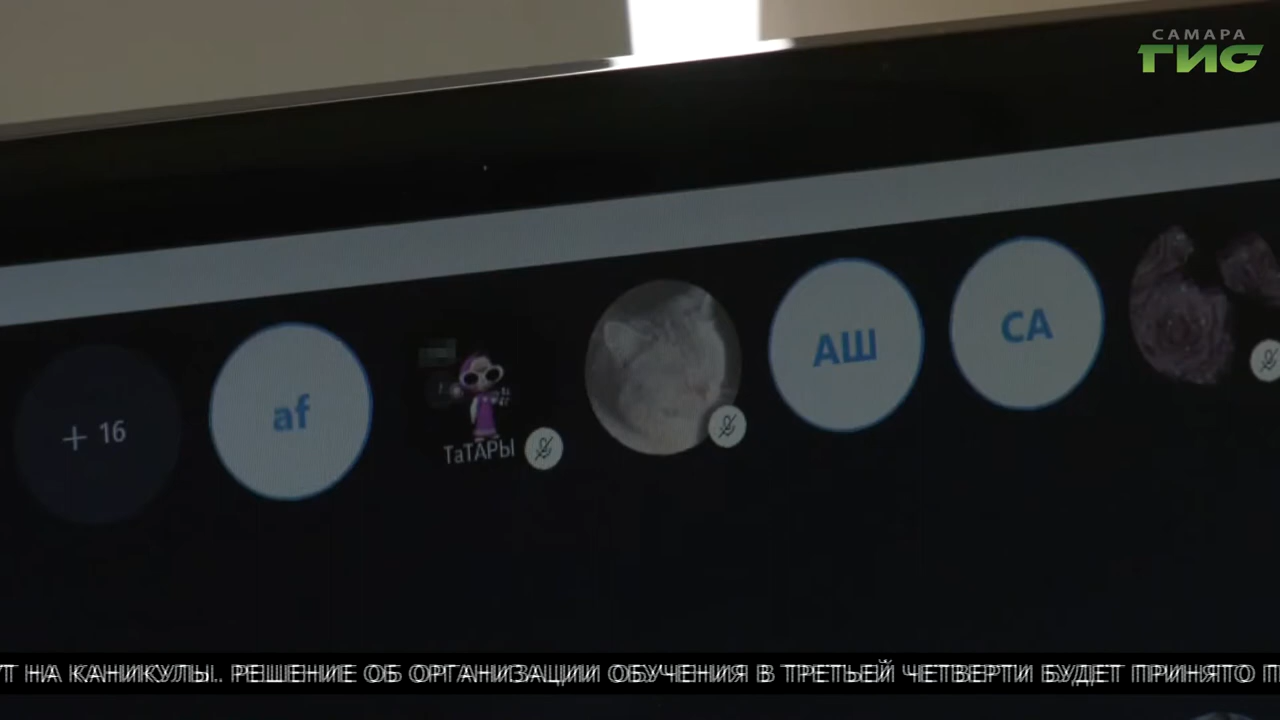 САМАРА
ГИС
+ 16
af
ТаТАРЫ
АШ
СА
НА КАНИКУЛЫ. РЕШЕНИЕ ОБ ОРГАНИЗАЦИИ ОБУЧЕНИЯ В ТРЕТЬЕЙ ЧЕТВЕРТИ БУДЕТ ПРИНЯТО